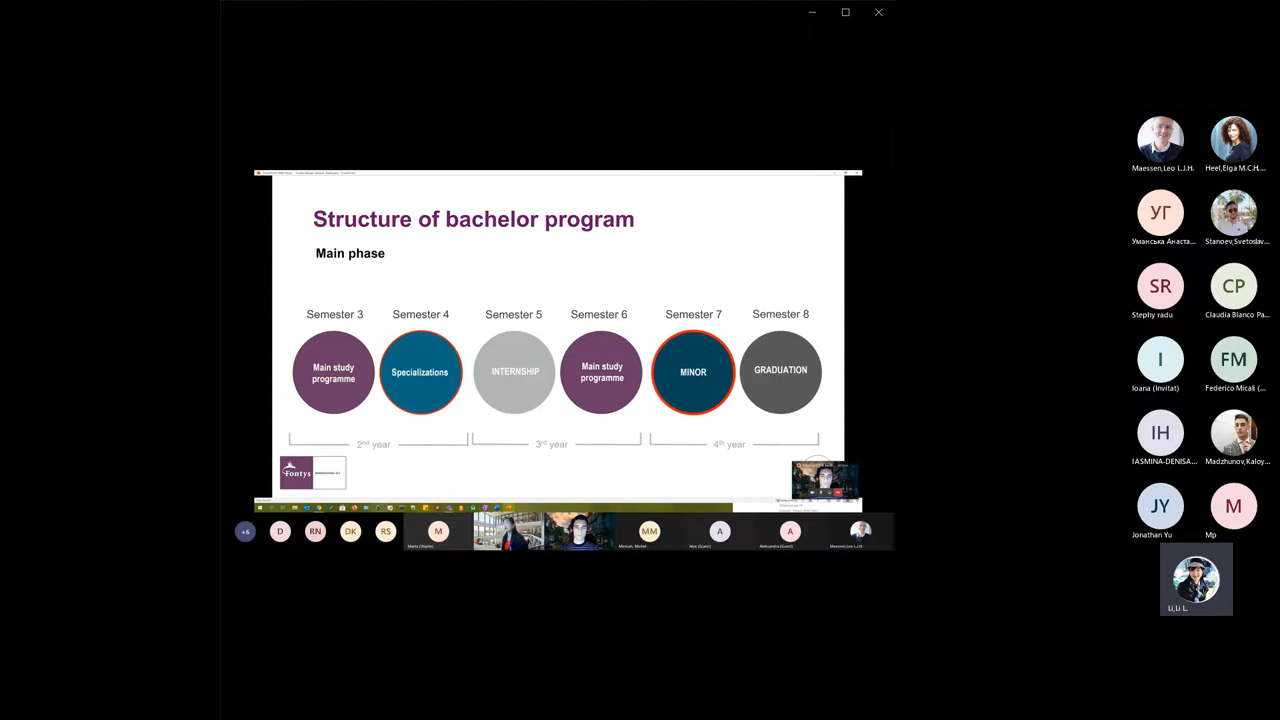 Structure of bachelor program
Main phase
Semester 3
Semester 4
Semester 5
Semester 6
Semester 7
Semester 8
Main study
programme
Specializations
INTERNSHIP
Main study
programme
MINOR
GRADUATION
2nd year
3rd year
4th year
Fontys
+6
D
RN
DK
RS
M
MM
A
A
Maessen,Leo L.J.H.
Heel,Elga M.C.H....
УГ
Уманська Анаста...
Stanoev,Svetoslav...
SR
Stephy radu
CP
Claudia Blanco Pa...
I
Ioana (Invitat)
FM
Federico Micali (...
IH
IASMINA-DENISA...
Madzhunov,Kaloy...
JY
Jonathan Yu
M
Mp
Li,Li L.